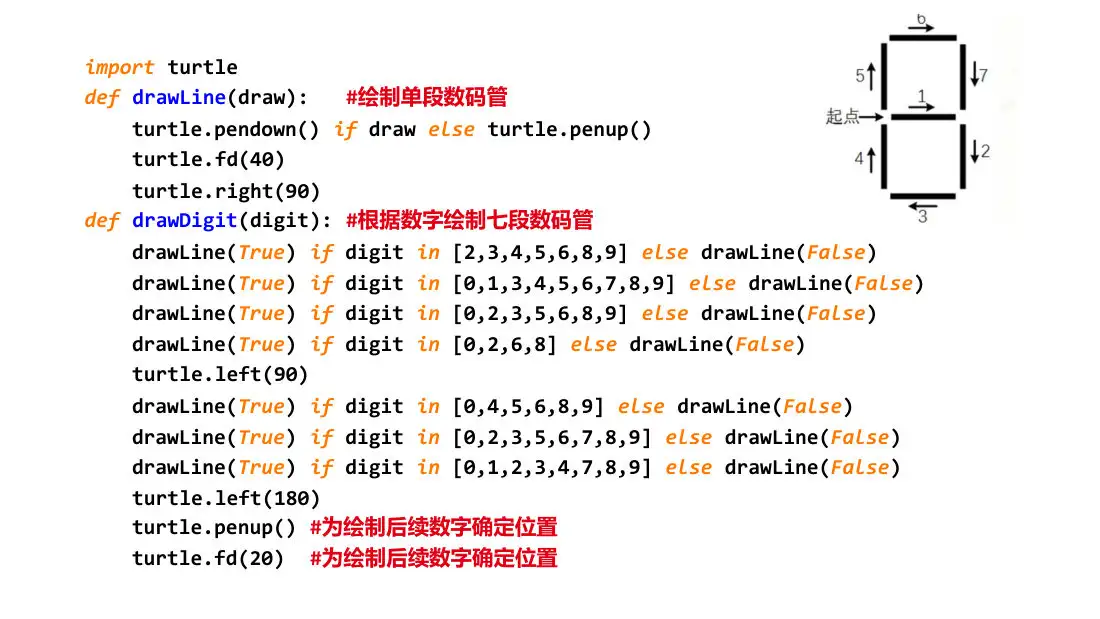 import turtle
def drawLine(draw):   #绘制单段数码管
    turtle.pendown() if draw else turtle.penup()
    turtle.fd(40)
    turtle.right(90)
def drawDigit(digit): #根据数字绘制七段数码管
    drawLine(True) if digit in [2,3,4,5,6,8,9] else drawLine(False)
    drawLine(True) if digit in [0,1,3,4,5,6,7,8,9] else drawLine(False)
    drawLine(True) if digit in [0,2,3,5,6,8,9] else drawLine(False)
    drawLine(True) if digit in [0,2,6,8] else drawLine(False)
    turtle.left(90)
    drawLine(True) if digit in [0,4,5,6,8,9] else drawLine(False)
    drawLine(True) if digit in [0,2,3,5,6,7,8,9] else drawLine(False)
    drawLine(True) if digit in [0,1,2,3,4,7,8,9] else drawLine(False)
    turtle.left(180)
    turtle.penup() #为绘制后续数字确定位置
    turtle.fd(20)  #为绘制后续数字确定位置
6
5
7
1
起点
4
2
3